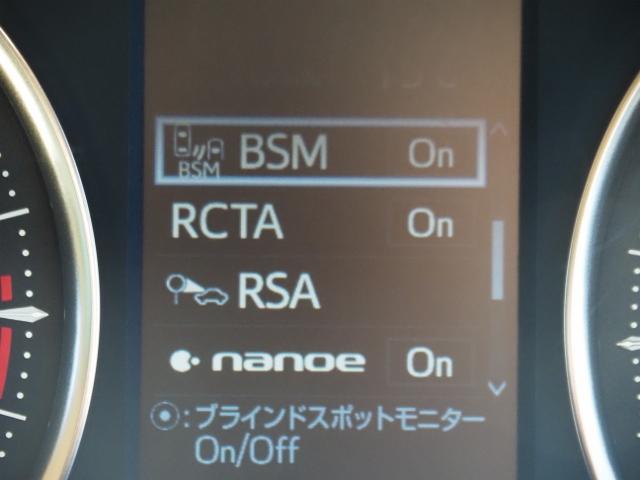 BSM BSM On
RCTA On
RSA
nanoe On
⦿:ブラインドスポットモニター
On/Off